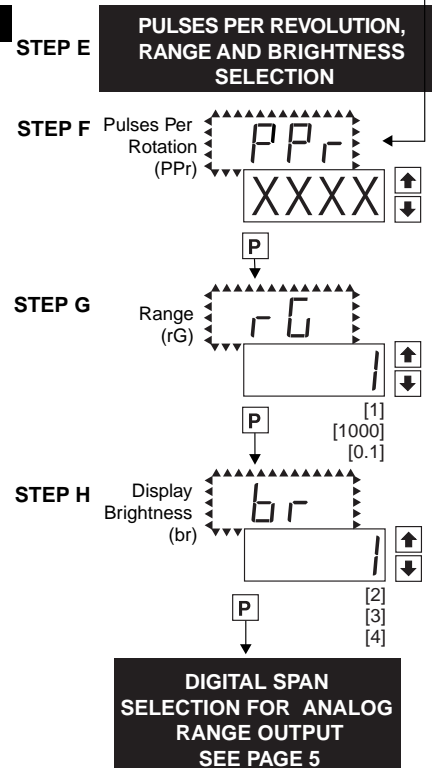 STEP E
PULSES PER REVOLUTION,
RANGE AND BRIGHTNESS
SELECTION
STEP F
Pulses Per
Rotation
(PPr)
PPr
XXXX
P
STEP G
Range
(rG)
rG
1
[1]
[1000]
[0.1]
P
STEP H
Display
Brightness
(br)
br
1
[2]
[3]
[4]
P
DIGITAL SPAN
SELECTION FOR ANALOG
RANGE OUTPUT
SEE PAGE 5